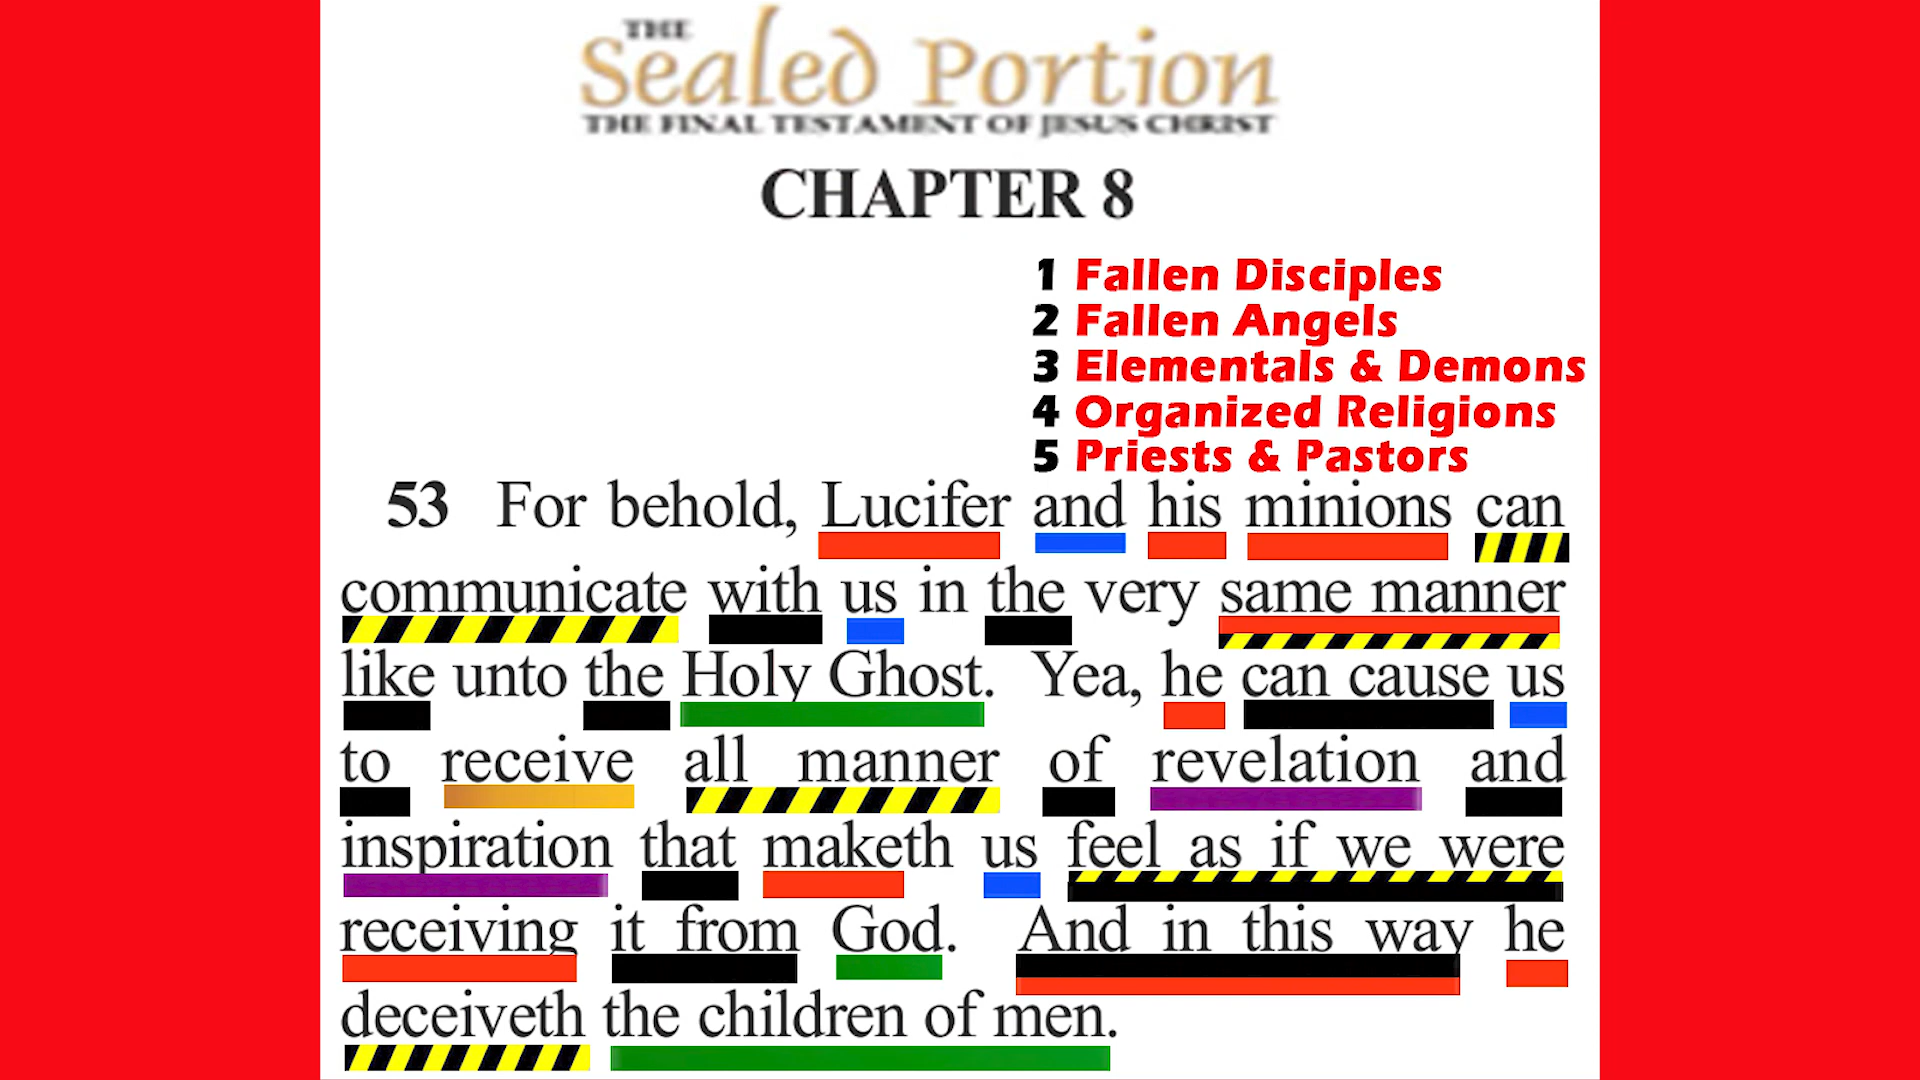 THE
Sealed Portion
THE FINAL TESTAMENT OF JESUS CHRIST
CHAPTER 8
1 Fallen Disciples
2 Fallen Angels
3 Elementals & Demons
4 Organized Religions
5 Priests & Pastors
53 For behold, Lucifer and his minions can
communicate with us in the very same manner
like unto the Holy Ghost. Yea, he can cause us
to receive all manner of revelation and
inspiration that maketh us feel as if we were
receiving it from God. And in this way he
deceiveth the children of men.